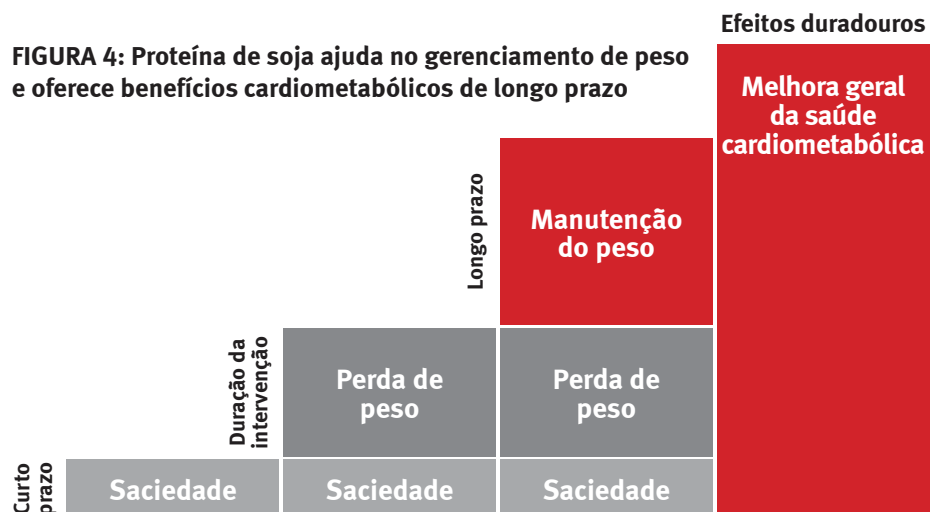 FIGURA 4: Proteína de soja ajuda no gerenciamento de peso
e oferece benefícios cardiometabólicos de longo prazo
Efeitos duradouros
Melhora geral
da saúde
cardiometabólica
Longo prazo
Manutenção
do peso
Duração da
intervenção
Perda de
peso
Perda de
peso
Curto
prazo
Saciedade
Saciedade
Saciedade